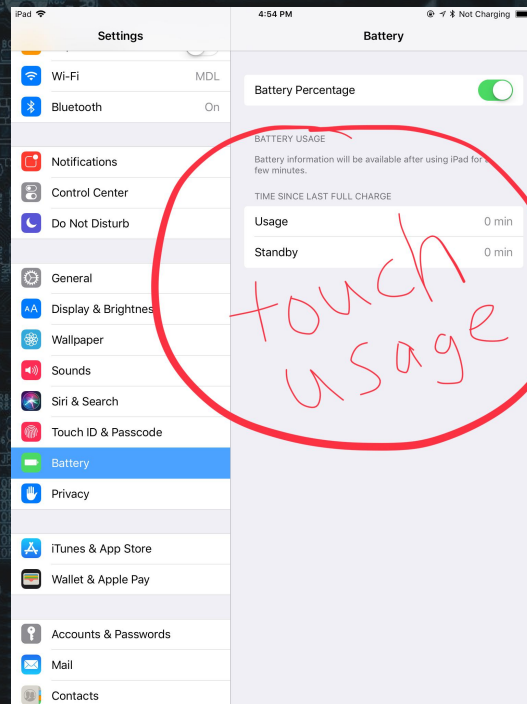 iPad 4:54 PM Not Charging
Settings
Battery
Wi-Fi MDL
Bluetooth On
Notifications
Control Center
Do Not Disturb
General
Display & Brightnes
Wallpaper
Sounds
Siri & Search
Touch ID & Passcode
Battery
Privacy
iTunes & App Store
Wallet & Apple Pay
Accounts & Passwords
Mail
Contacts
Battery Percentage
BATTERY USAGE
Battery information will be available after using iPad for
few minutes.
TIME SINCE LAST FULL CHARGE
Usage 0 min
Standby 0 min
touch
usage